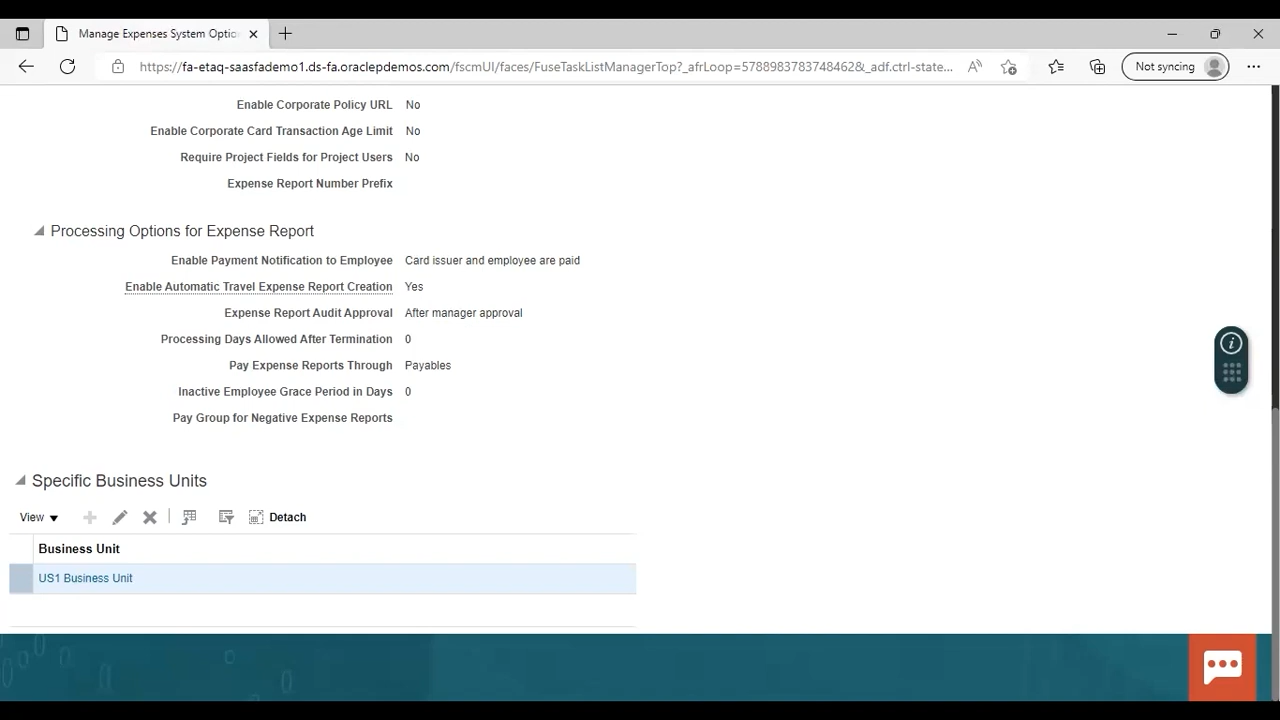 Manage Expenses System Optio
https://fa-etaq-saasfademo1.ds-fa.oraclepdemos.com/fscmUI/faces/FuseTaskListManagerTop?_afrLoop=57889837837484​62&_adf.ctrl-state...
Not syncing
Enable Corporate Policy URL No
Enable Corporate Card Transaction Age Limit No
Require Project Fields for Project Users No
Expense Report Number Prefix
Processing Options for Expense Report
Enable Payment Notification to Employee Card issuer and employee are paid
Enable Automatic Travel Expense Report Creation Yes
Expense Report Audit Approval After manager approval
Processing Days Allowed After Termination 0
Pay Expense Reports Through Payables
Inactive Employee Grace Period in Days 0
Pay Group for Negative Expense Reports
Specific Business Units
View Detach
Business Unit
US1 Business Unit